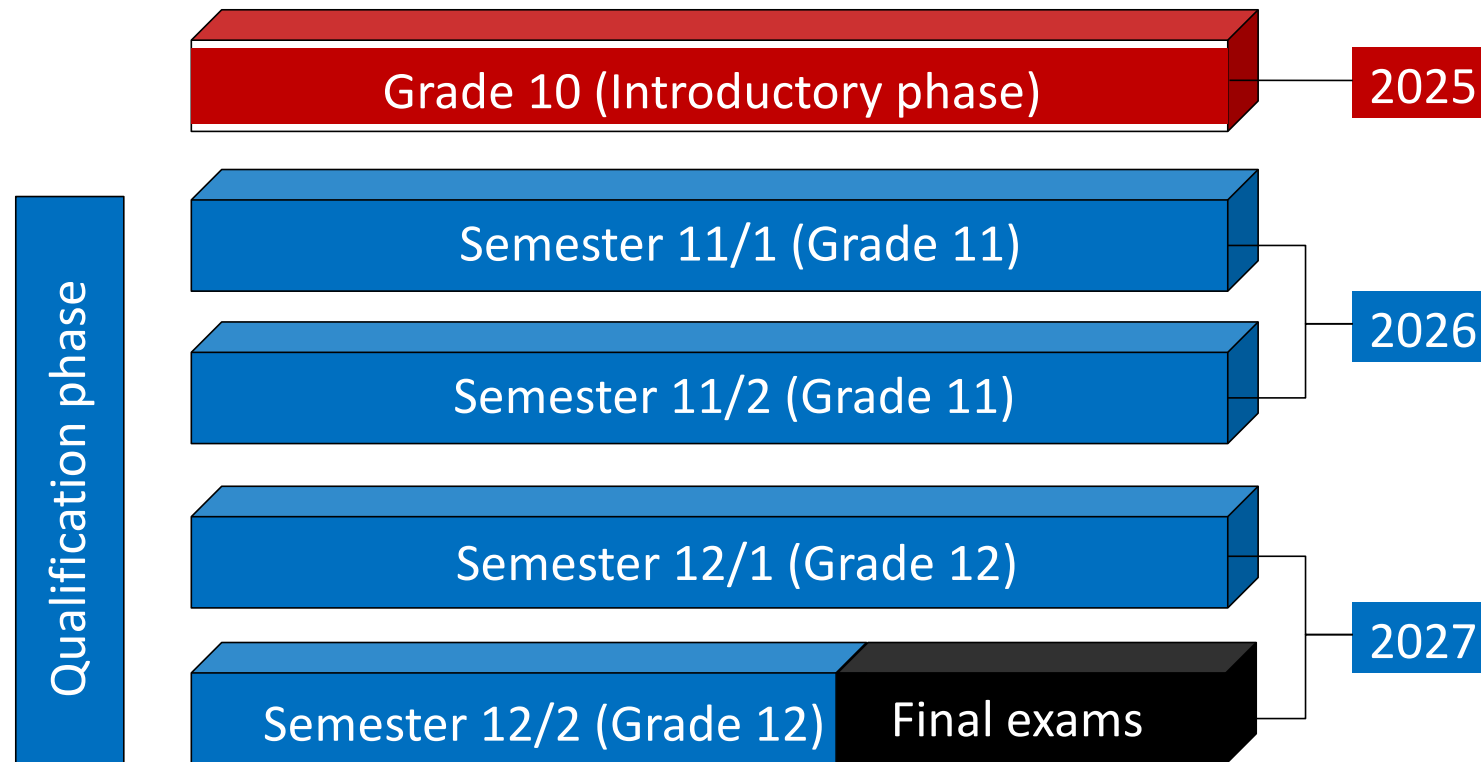 Grade 10 (Introductory phase)
2025
Qualification phase
Semester 11/1 (Grade 11)
Semester 11/2 (Grade 11)
2026
Semester 12/1 (Grade 12)
Semester 12/2 (Grade 12)
Final exams
2027